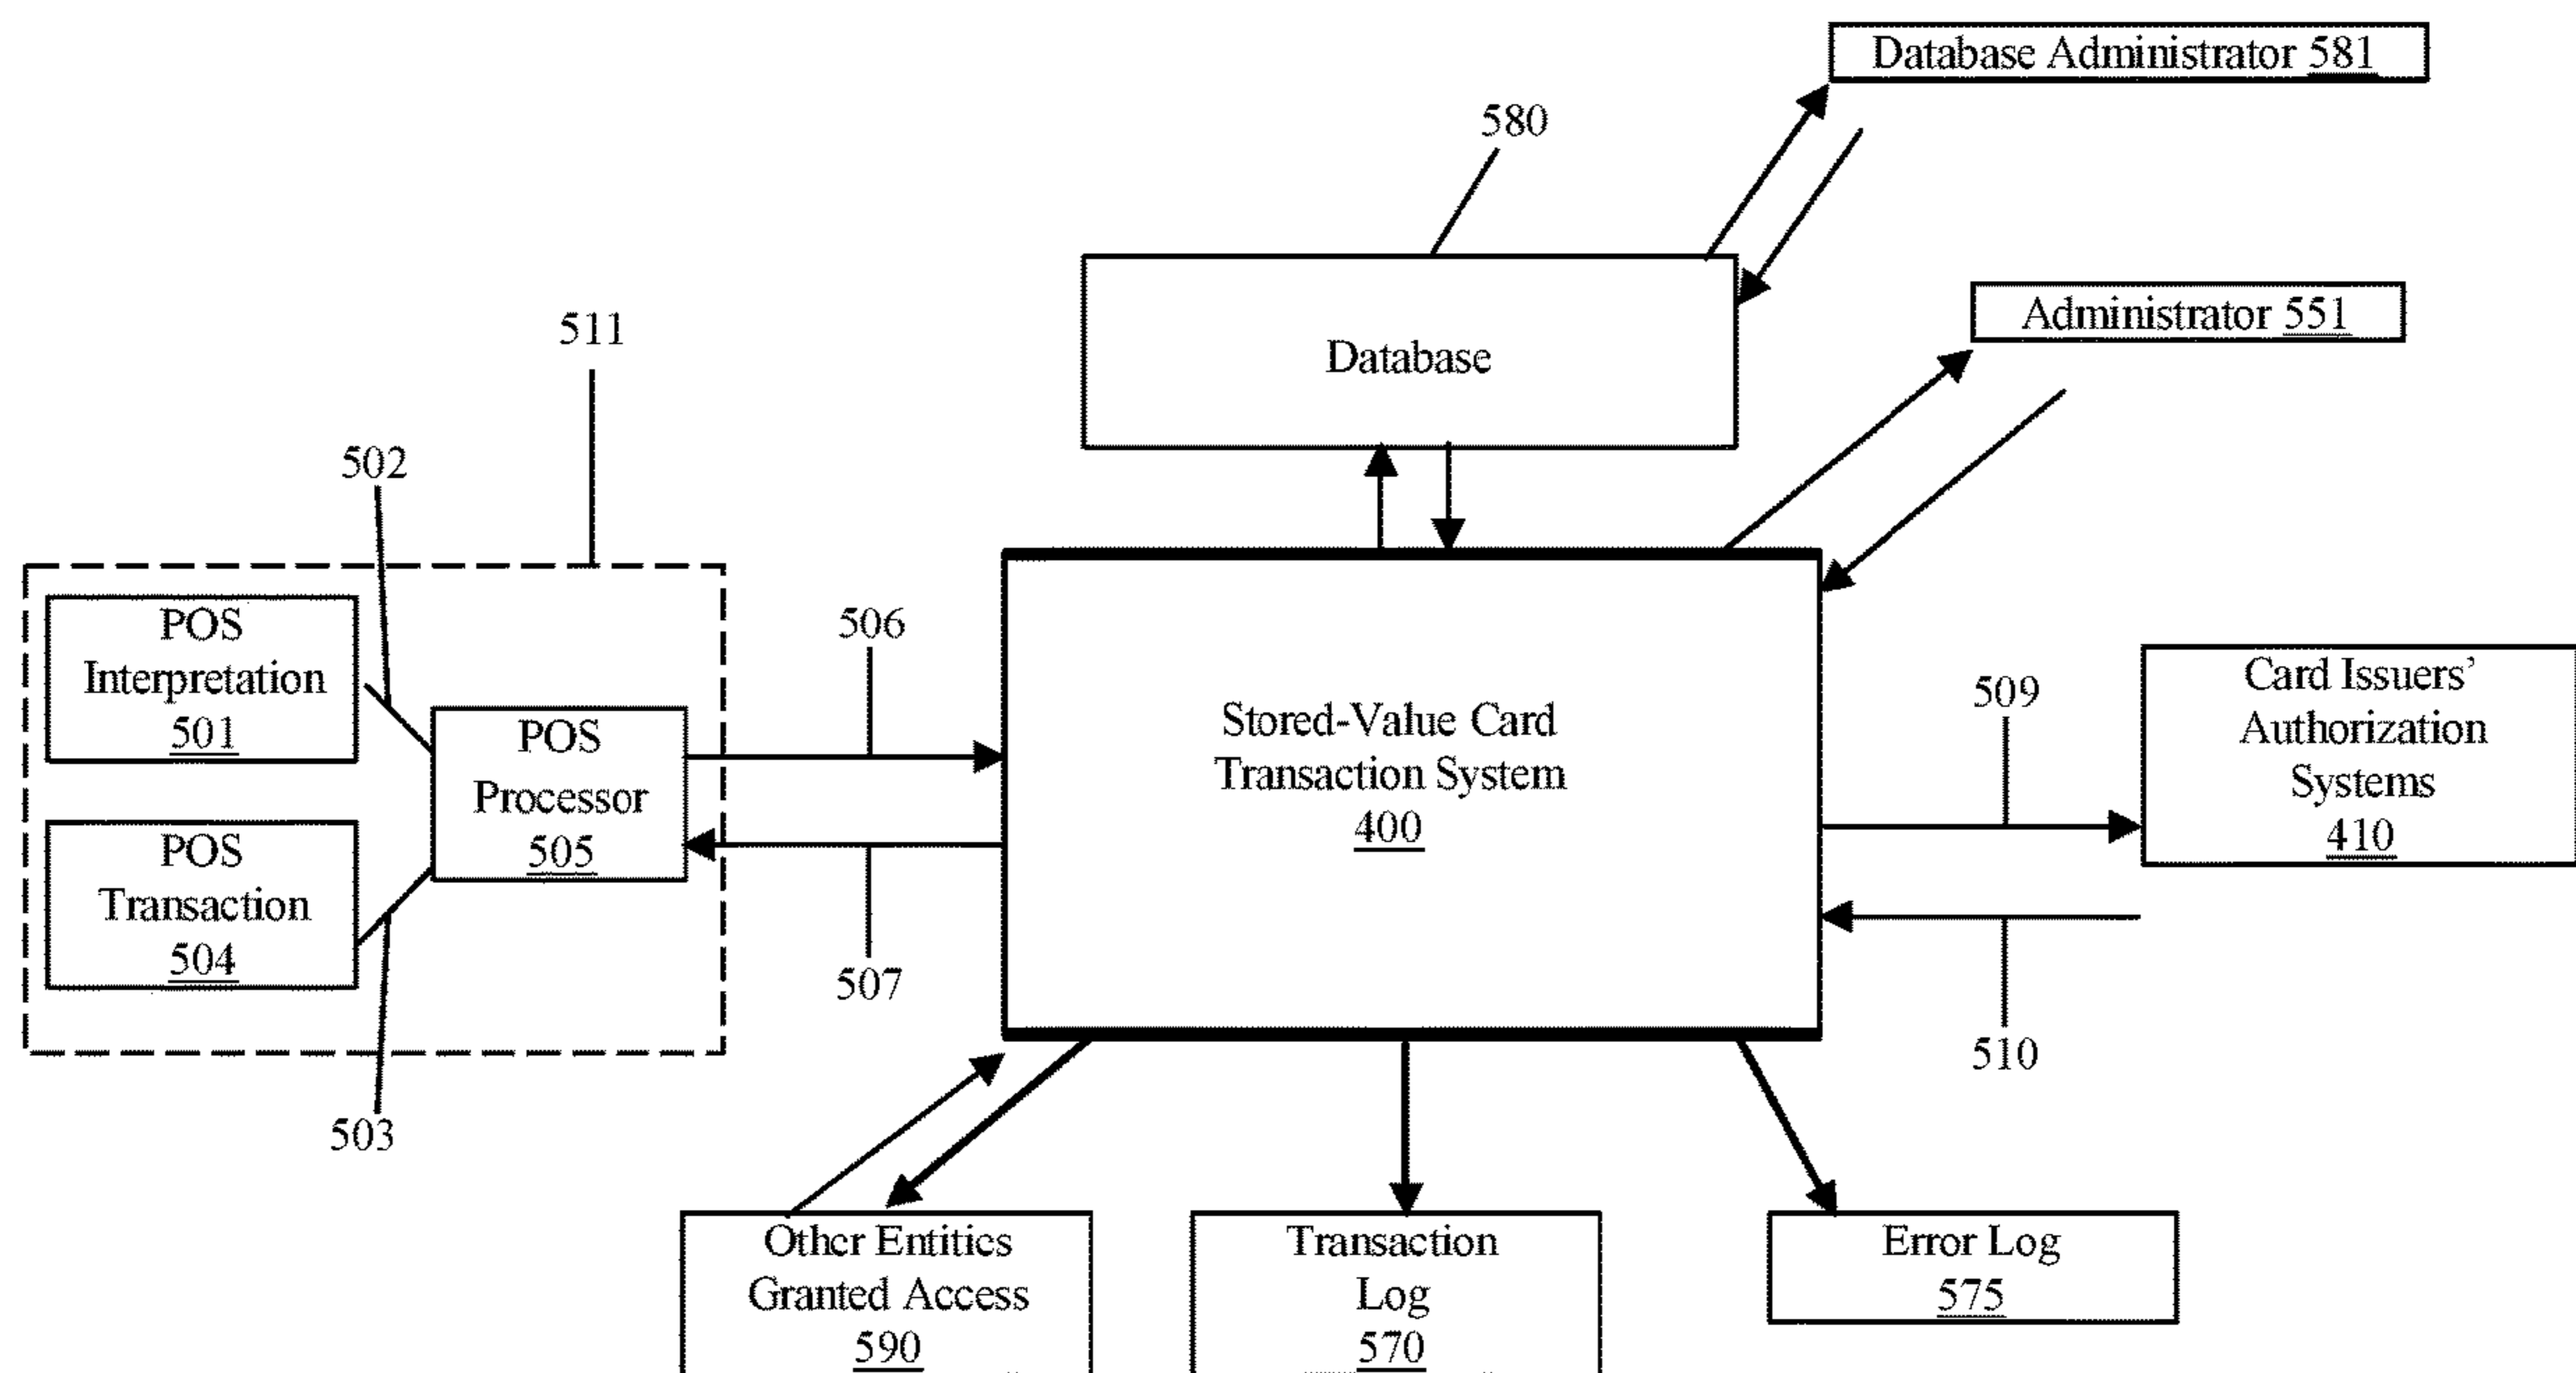 Database Administrator 581
580
Administrator 551
511
Database
502
POS
Interpretation
501
506
Card Issuers'
Authorization
Systems
410
509
Stored-Value Card
Transaction System
400
POS
Processor
505
POS
Transaction
504
507
510
503
Other Entities
Granted Access
590
Transaction
Log
570
Error Log
575